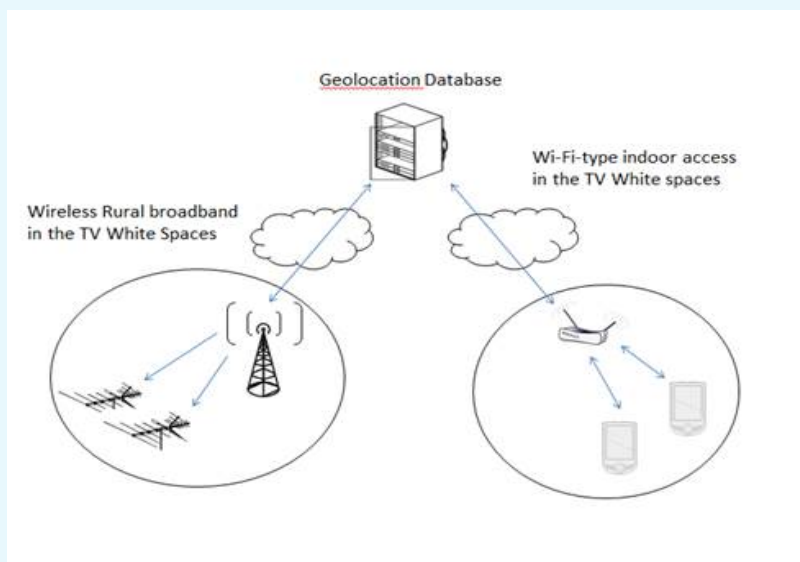 Geolocation Database
Wi-Fi-type indoor access
in the TV White spaces
Wireless Rural broadband
in the TV White Spaces